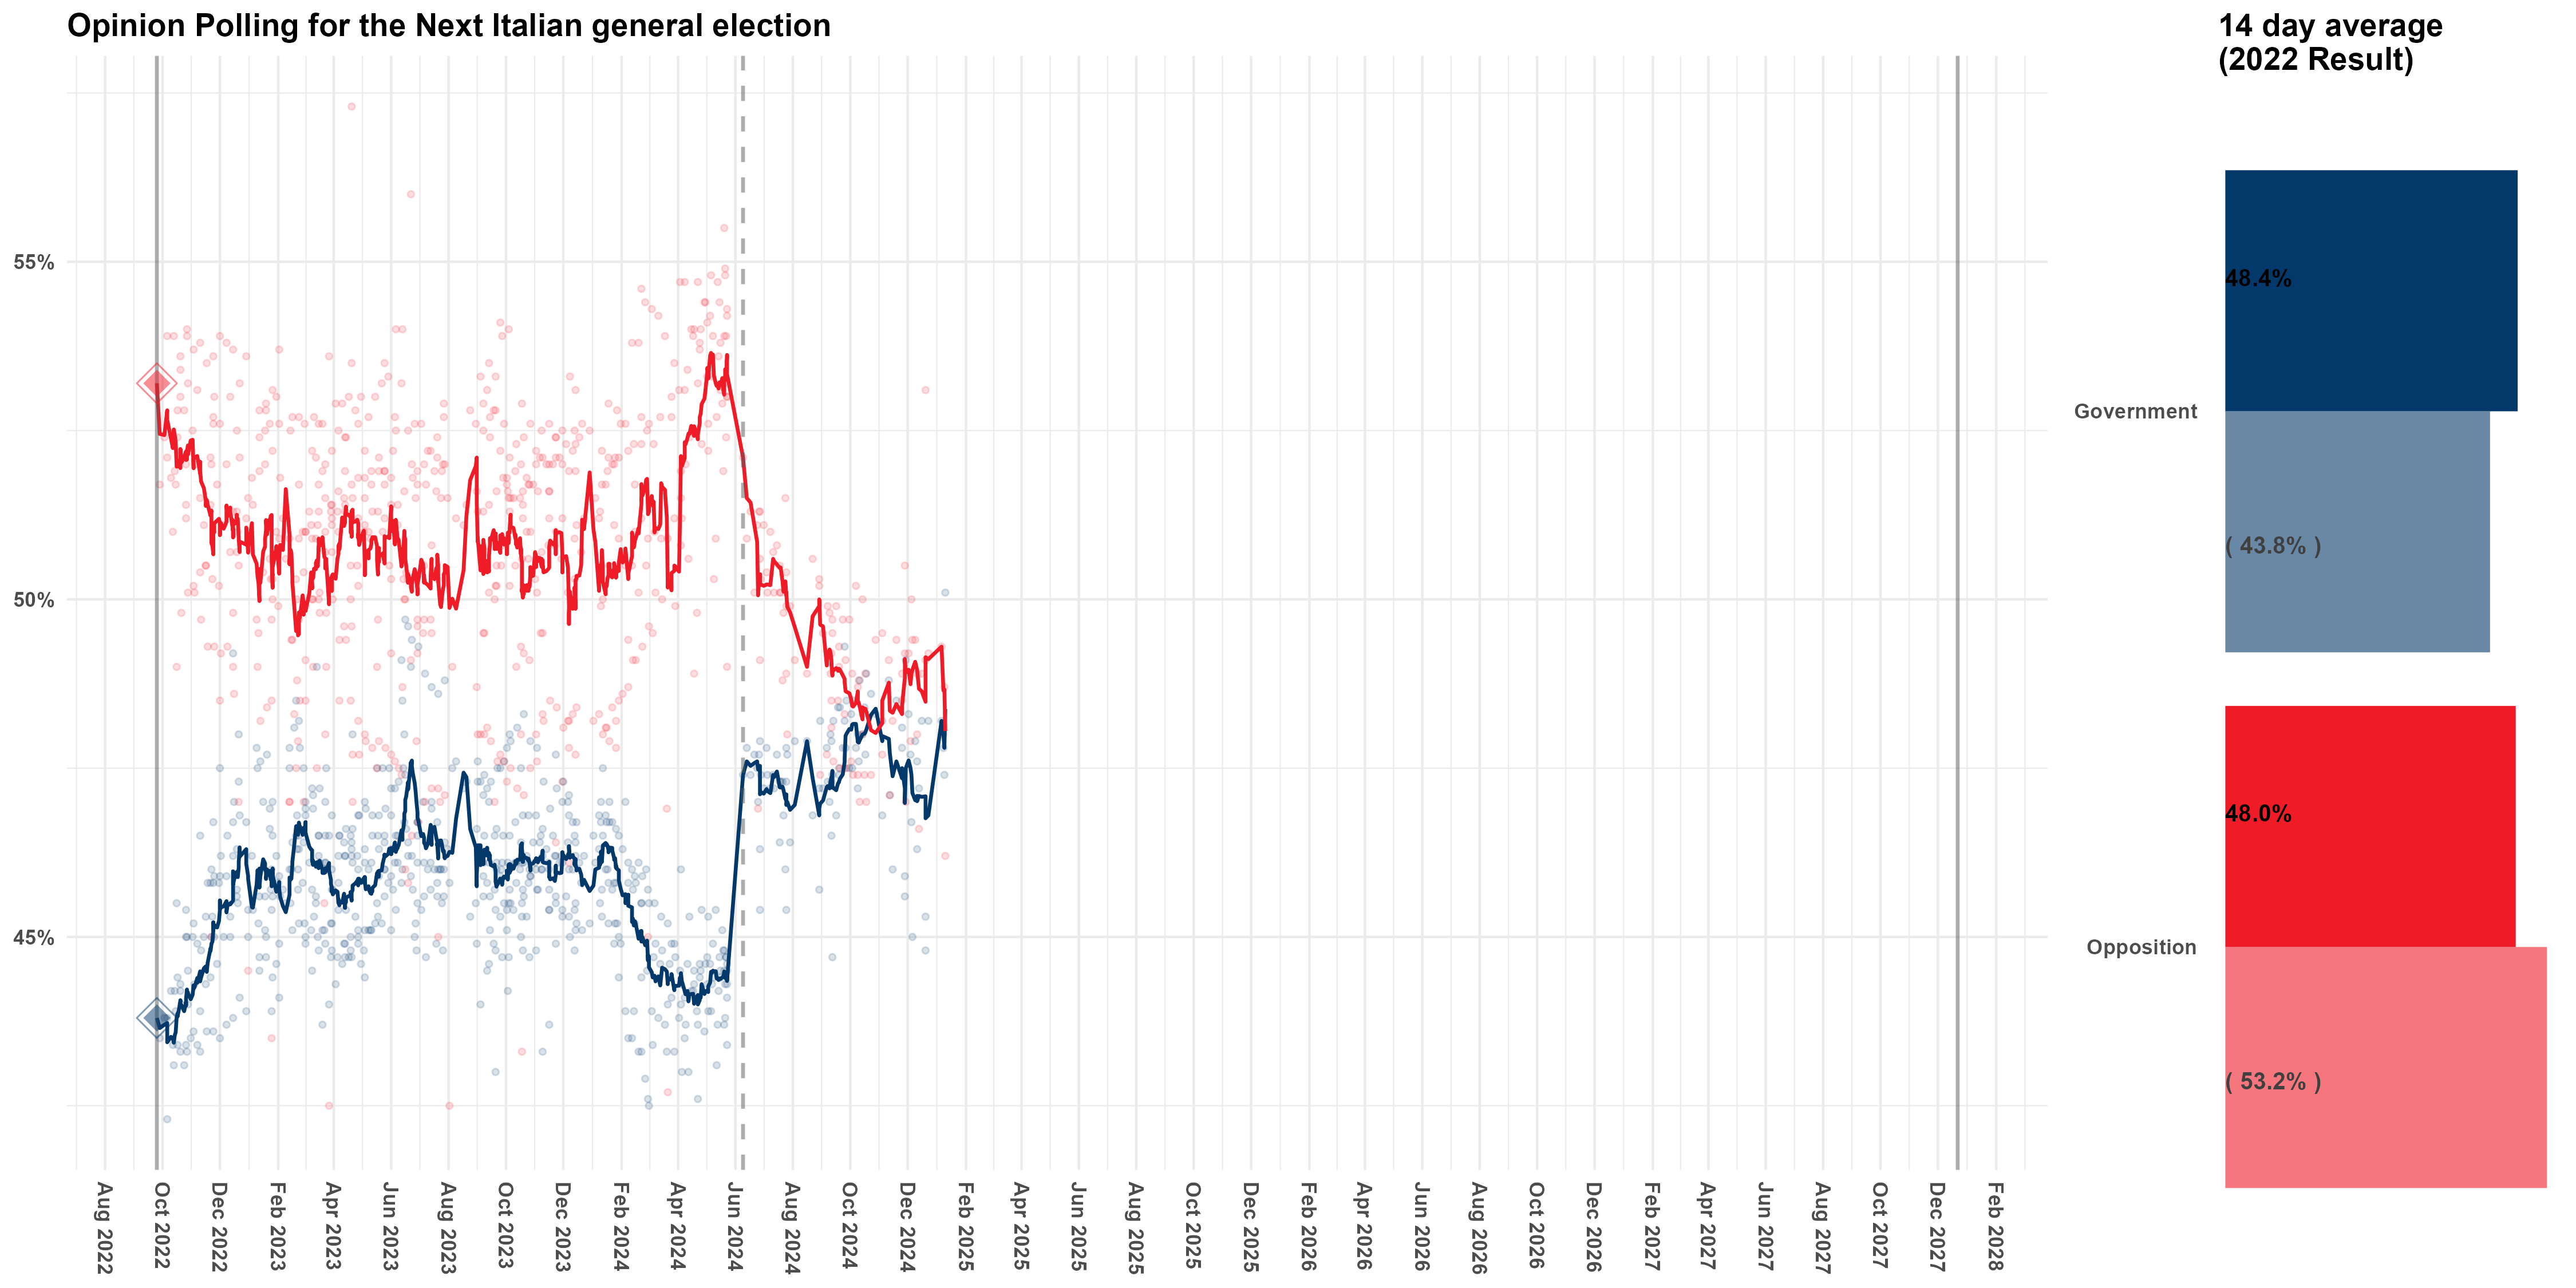 Opinion Polling for the Next Italian general election
14 day average
(2022 Result)
55%
50%
45%
Aug 2022
Oct 2022
Dec 2022
Feb 2023
Apr 2023
Jun 2023
Aug 2023
Oct 2023
Dec 2023
Feb 2024
Apr 2024
Jun 2024
Aug 2024
Oct 2024
Dec 2024
Feb 2025
Apr 2025
Jun 2025
Aug 2025
Oct 2025
Dec 2025
Feb 2026
Apr 2026
Jun 2026
Aug 2026
Oct 2026
Dec 2026
Feb 2027
Apr 2027
Jun 2027
Aug 2027
Oct 2027
Dec 2027
Feb 2028
Government
48.4%
( 43.8% )
Opposition
48.0%
( 53.2% )